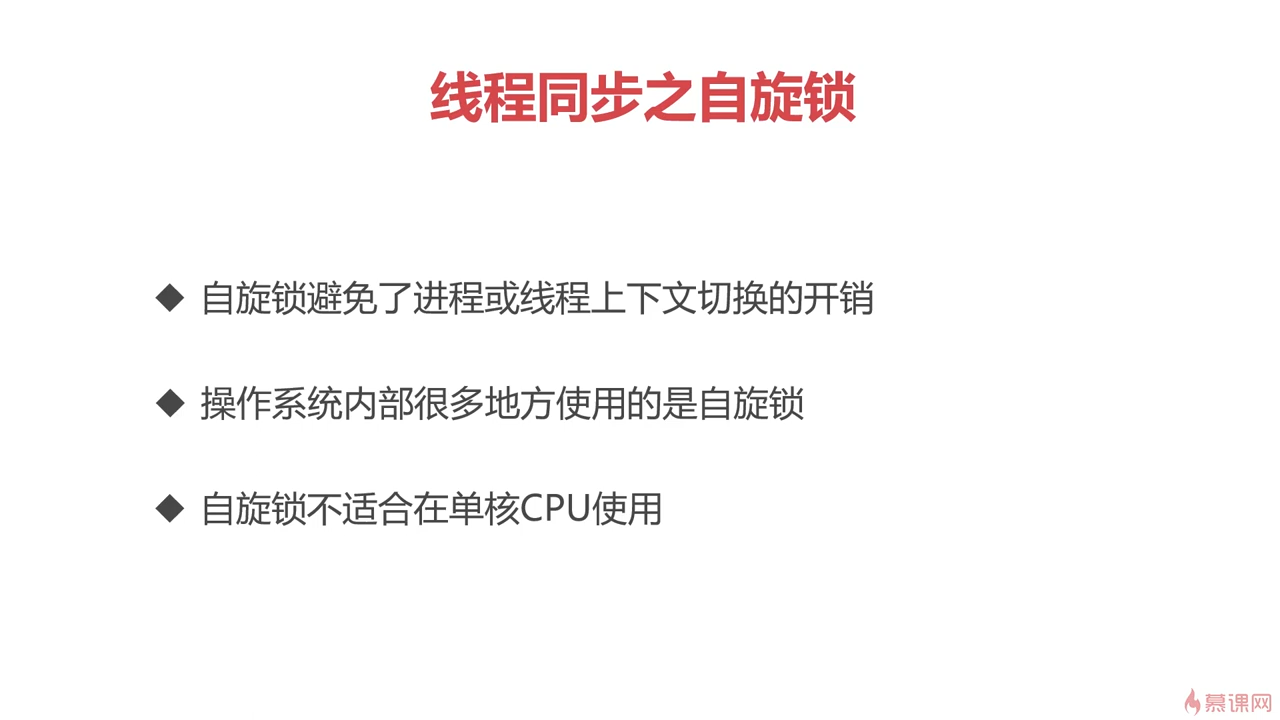 线程同步之自旋锁
◆ 自旋锁避免了进程或线程上下文切换的开销
◆ 操作系统内部很多地方使用的是自旋锁
◆ 自旋锁不适合在单核CPU使用
慕课网